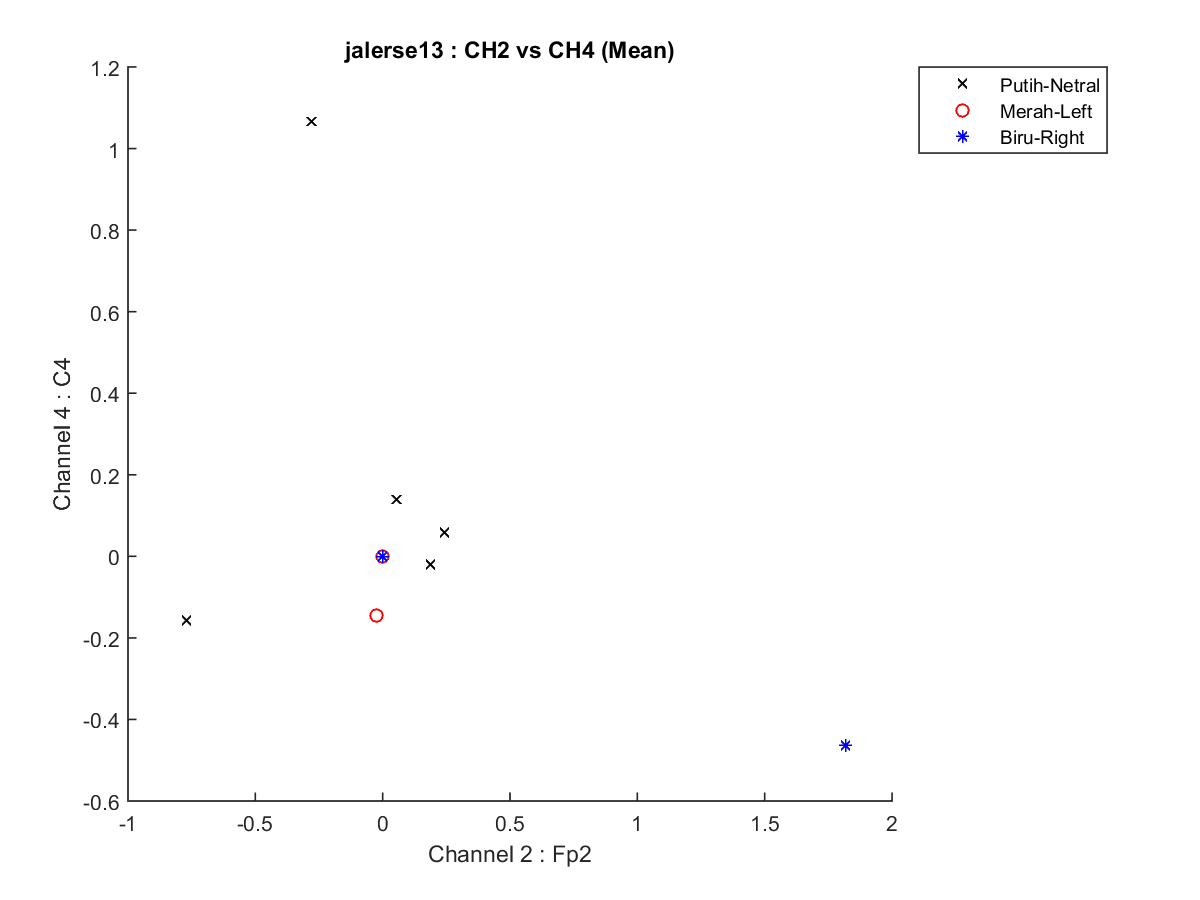 jalerse13 : CH2 vs CH4 (Mean)
Putih-Netral
Merah-Left
Biru-Right
1.2
1
0.8
0.6
0.4
0.2
0
-0.2
-0.4
-0.6
Channel 4 : C4
-1
-0.5
0
0.5
1
1.5
2
Channel 2 : Fp2